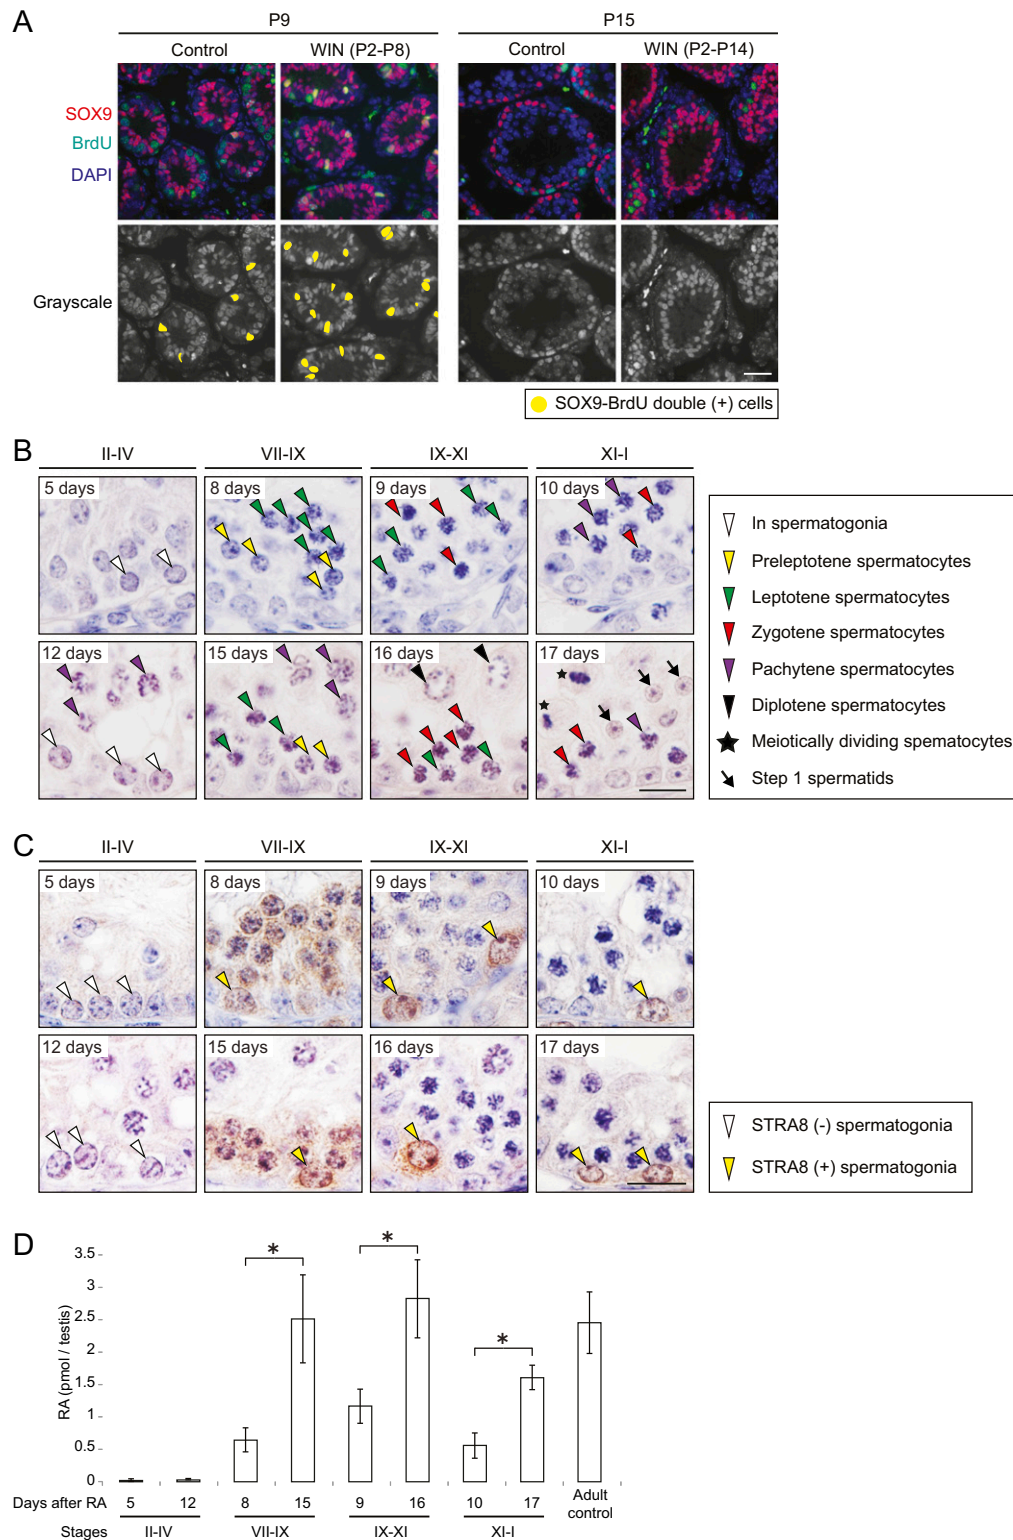 A
P9
P15
Control
WIN (P2-P8)
Control
WIN (P2-P14)
SOX9
BrdU
DAPI
Grayscale
SOX9-BrdU double (+) cells
B
II-IV
VII-IX
IX-XI
XI-I
5 days
8 days
9 days
10 days
12 days
15 days
16 days
17 days
In spermatogonia
Preleptotene spermatocytes
Leptotene spermatocytes
Zygotene spermatocytes
Pachytene spermatocytes
Diplotene spermatocytes
Meiotically dividing spematocytes
Step 1 spermatids
C
II-IV
VII-IX
IX-XI
XI-I
5 days
8 days
9 days
10 days
12 days
15 days
16 days
17 days
STRA8 (-) spermatogonia
STRA8 (+) spermatogonia
D
RA (pmol / testis)
3.5
3
2.5
2
1.5
1
0.5
0
*
*
*
Days after RA
5
12
8
15
9
16
10
17
Adult
control
Stages
II-IV
VII-IX
IX-XI
XI-I